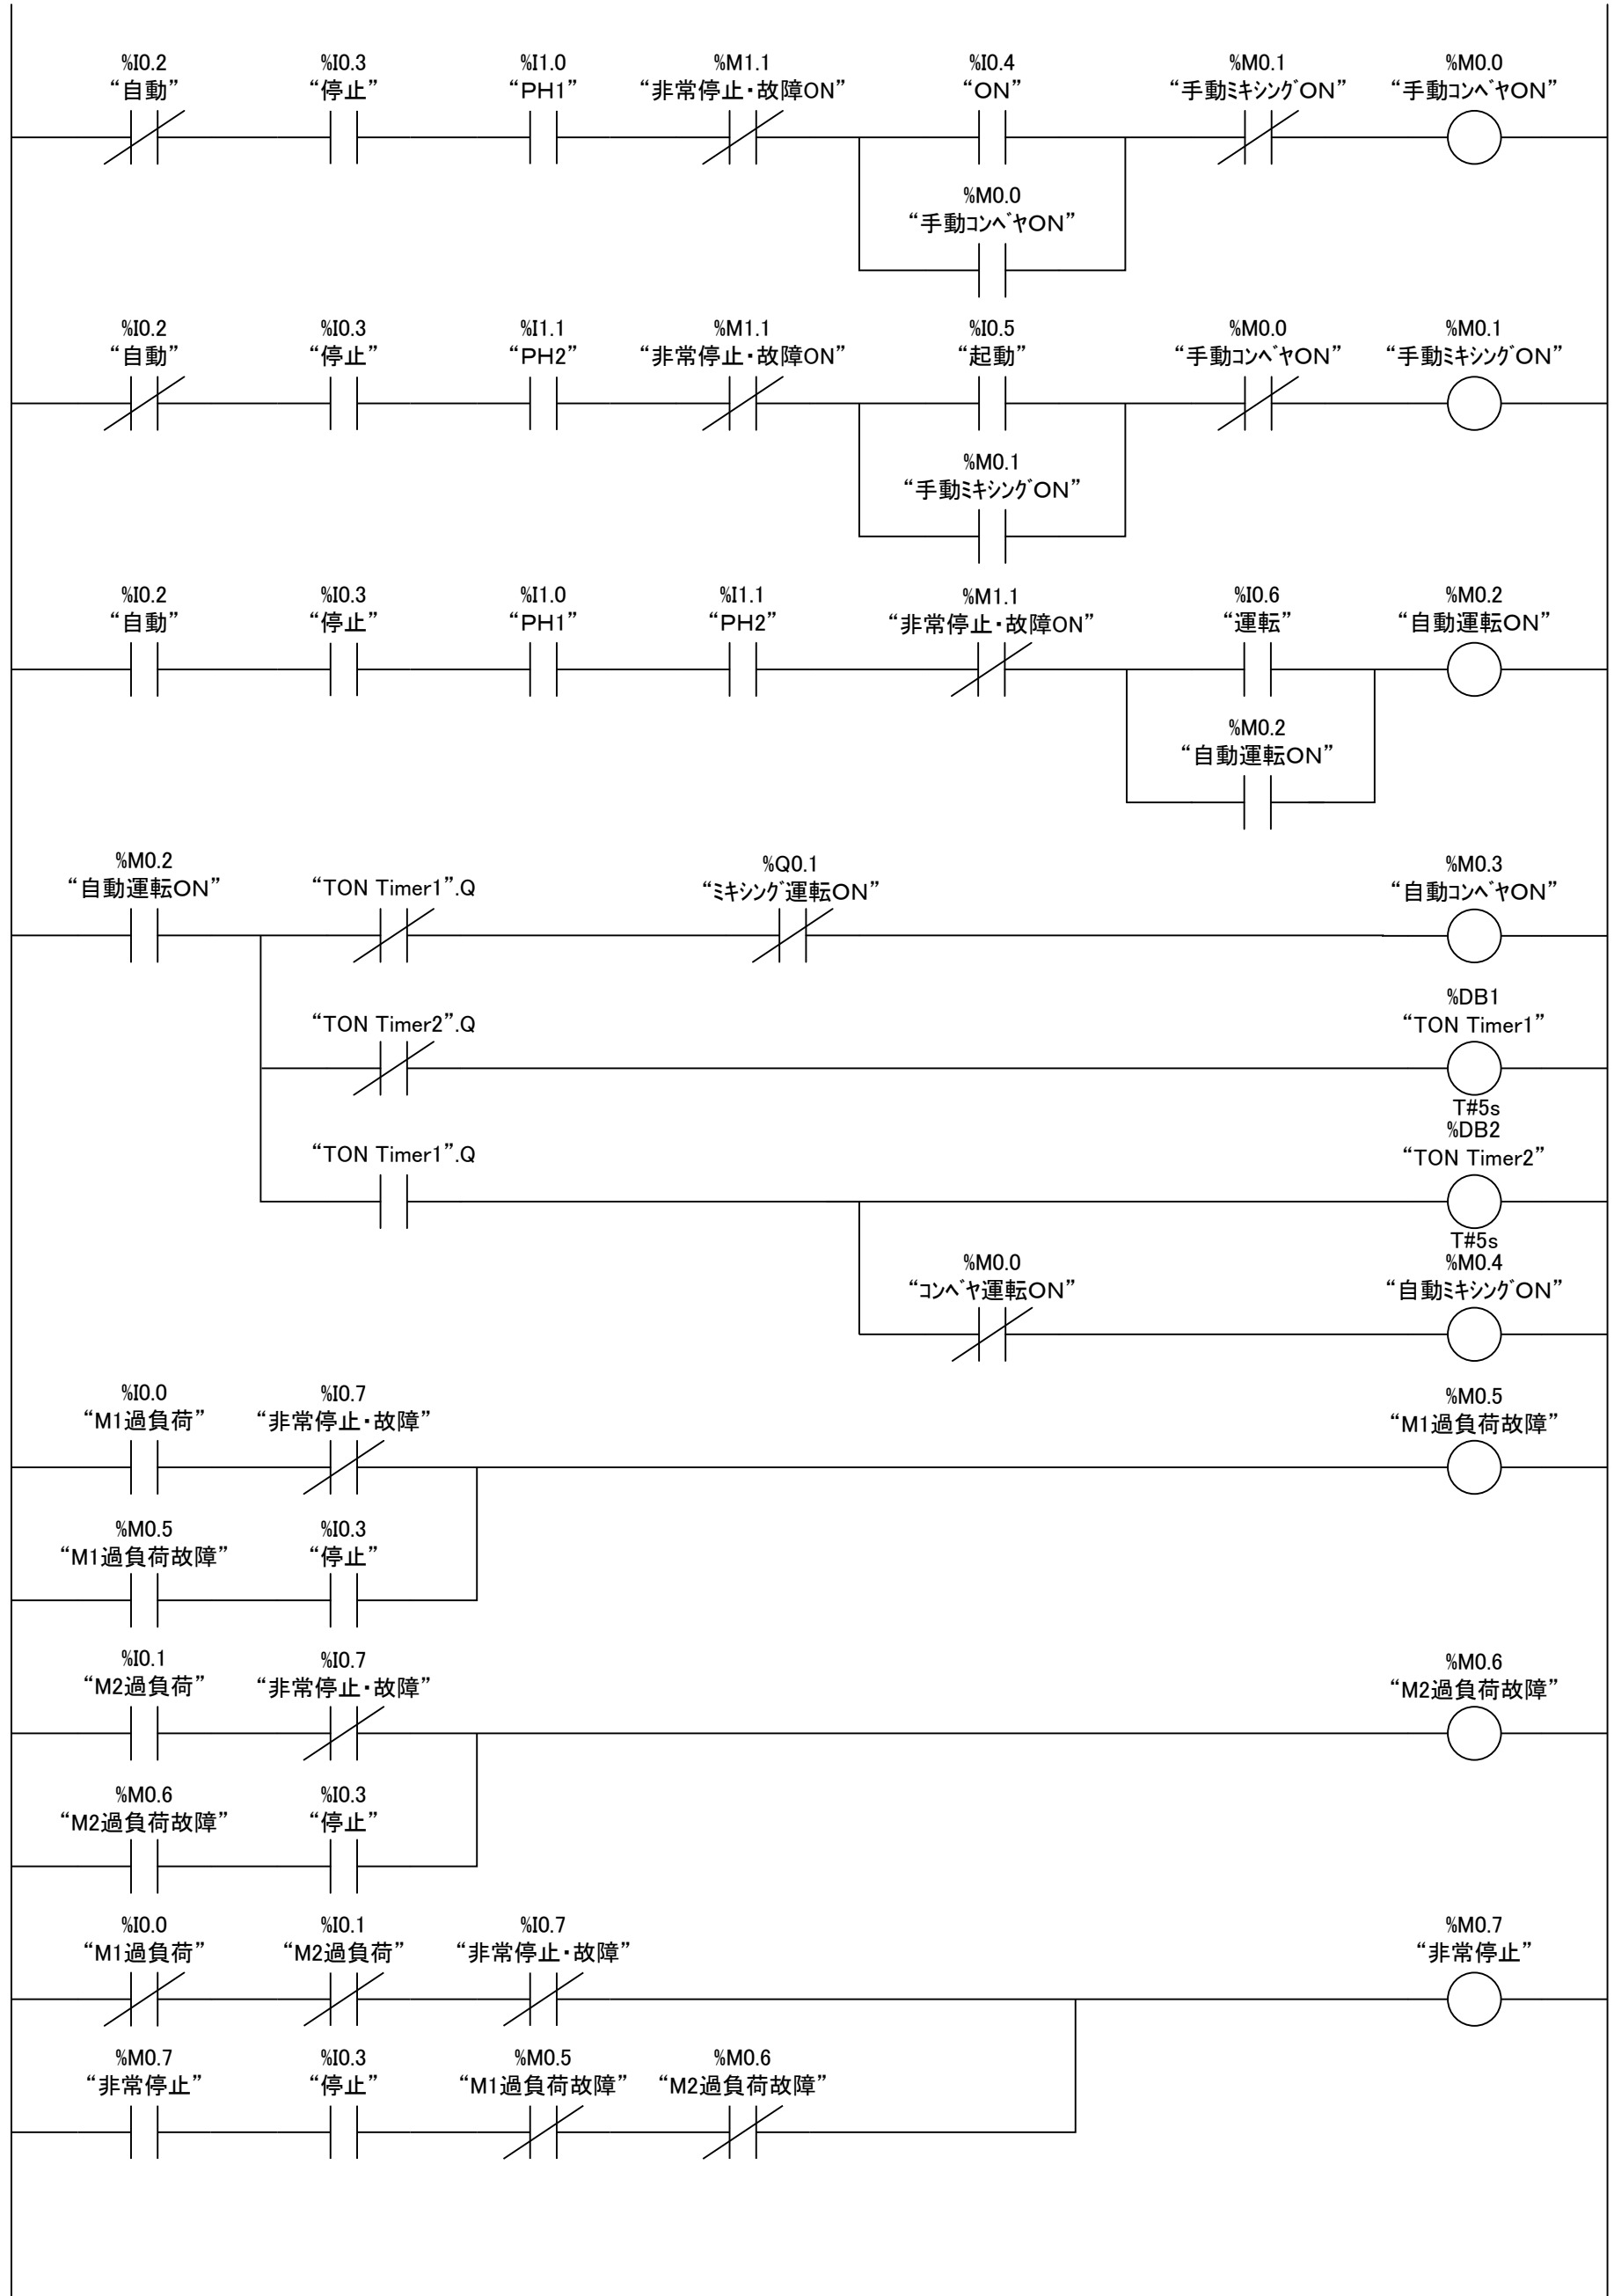 %I0.2 %I0.3 %I1.0 %M1.1 %I0.4 %M0.1 %M0.0
“自動” “停止” “PH1” “非常停止・故障ON” “ON” “手動ミキシングON” “手動コンベヤON”
%M0.0
“手動コンベヤON”
%I0.2 %I0.3 %I1.1 %M1.1 %I0.5 %M0.0 %M0.1
“自動” “停止” “PH2” “非常停止・故障ON” “起動” “手動コンベヤON” “手動ミキシングON”
%M0.1
“手動ミキシングON”
%I0.2 %I0.3 %I1.0 %I1.1 %M1.1 %I0.6 %M0.2
“自動” “停止” “PH1” “PH2” “非常停止・故障ON” “運転” “自動運転ON”
%M0.2
“自動運転ON”
%M0.2 %Q0.1 %M0.3
“自動運転ON” “TON Timer1”.Q “ミキシング運転ON” “自動コンベヤON”
%DB1
“TON Timer2”.Q “TON Timer1”
T#5s
%DB2
“TON Timer1”.Q “TON Timer2”
T#5s
%M0.0 %M0.4
“コンベヤ運転ON” “自動ミキシングON”
%I0.0 %I0.7 %M0.5
“M1過負荷” “非常停止・故障” “M1過負荷故障”
%M0.5 %I0.3
“M1過負荷故障” “停止”
%I0.1 %I0.7 %M0.6
“M2過負荷” “非常停止・故障” “M2過負荷故障”
%M0.6 %I0.3
“M2過負荷故障” “停止”
%I0.0 %I0.1 %I0.7 %M0.7
“M1過負荷” “M2過負荷” “非常停止・故障” “非常停止”
%M0.7 %I0.3 %M0.5 %M0.6
“非常停止” “停止” “M1過負荷故障” “M2過負荷故障”